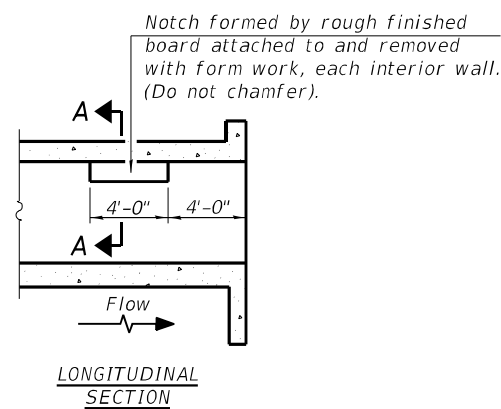 Notch formed by rough finished
board attached to and removed
with form work, each interior wall.
(Do not chamfer).
A
4'-0" 4'-0"
A
Flow
LONGITUDINAL
SECTION